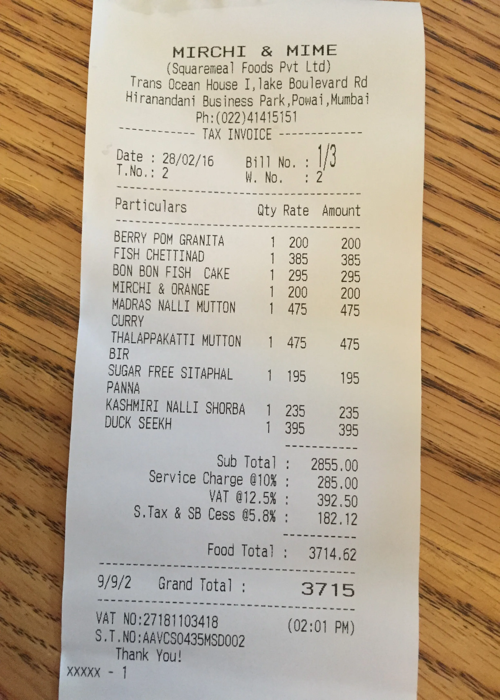 MIRCHI & MIME
(Squaremeal Foods Pvt Ltd)
Trans Ocean House I,lake Boulevard Rd
Hiranandani Business Park,Powai,Mumbai
Ph:(022)41415151
------------ TAX INVOICE ------------
Date : 28/02/16 Bill No. : 1/3
T.No.: 2 W. No. : 2
Particulars Qty Rate Amount
BERRY POM GRANITA 1 200 200
FISH CHETTINAD 1 385 385
BON BON FISH CAKE 1 295 295
MIRCHI & ORANGE 1 200 200
MADRAS NALLI MUTTON 1 475 475
CURRY
THALAPPAKATTI MUTTON 1 475 475
BIR
SUGAR FREE SITAPHAL 1 195 195
PANNA
KASHMIRI NALLI SHORBA 1 235 235
DUCK SEEKH 1 395 395
Sub Total : 2855.00
Service Charge @10% : 285.00
VAT @12.5% : 392.50
S.Tax & SB Cess @5.8% : 182.12
Food Total : 3714.62
9/9/2 Grand Total : 3715
VAT NO:27181103418 (02:01 PM)
S.T.NO:AAVCS0435MSD002
Thank You!
XXXXX - 1